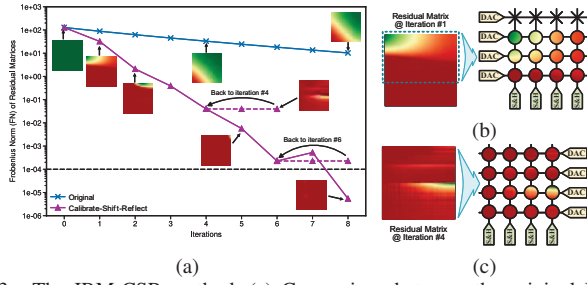 (a)
Frobenius Norm (FN) of Residual Matrices
1e+03
1e+02
1e+01
1e+00
1e-01
1e-02
1e-03
1e-04
1e-05
1e-06
Back to iteration #4
Back to iteration #6
Original
Calibrate-Shift-Reflect
0 1 2 3 4 5 6 7 8
Iterations
(a)
Residual Matrix
@ Iteration #1
DAC
DAC
DAC
DAC
S&H S&H S&H S&H
(b)
Residual Matrix
@ Iteration #4
DAC
DAC
DAC
DAC
S&H S&H S&H S&H
(c)